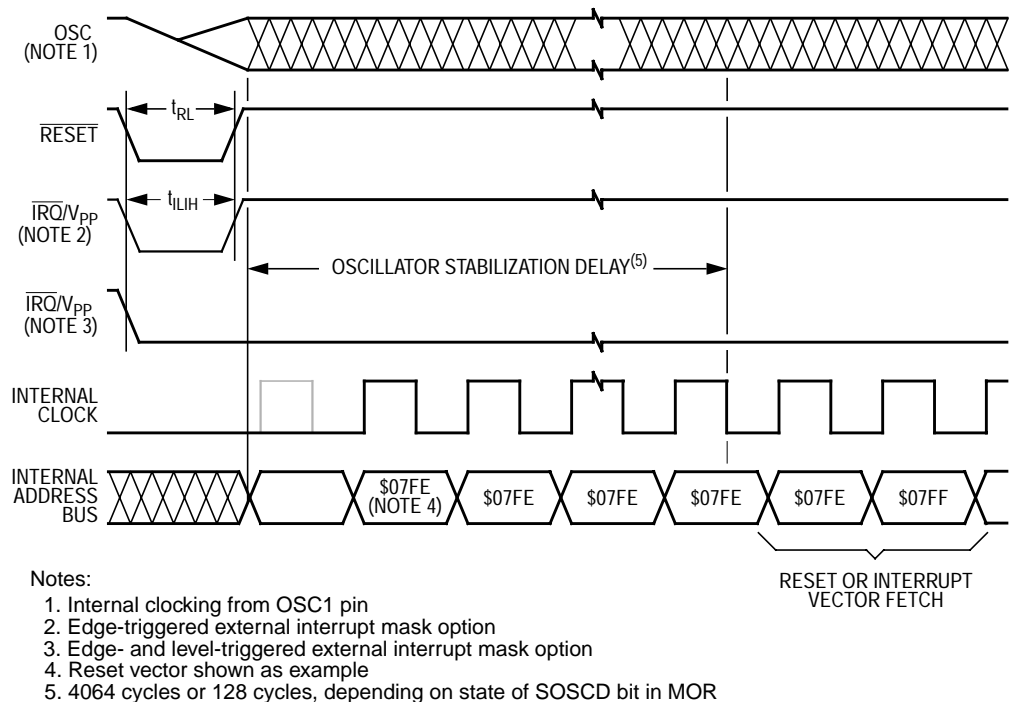 OSC
(NOTE 1)
tRL
RESET
tILIH
IRQ/VPP
(NOTE 2)
OSCILLATOR STABILIZATION DELAY(5)
IRQ/VPP
(NOTE 3)
INTERNAL
CLOCK
INTERNAL
ADDRESS
BUS
$07FE
(NOTE 4)
$07FE
$07FE
$07FE
$07FE
$07FF
RESET OR INTERRUPT
VECTOR FETCH
Notes:
1. Internal clocking from OSC1 pin
2. Edge-triggered external interrupt mask option
3. Edge- and level-triggered external interrupt mask option
4. Reset vector shown as example
5. 4064 cycles or 128 cycles, depending on state of SOSCD bit in MOR